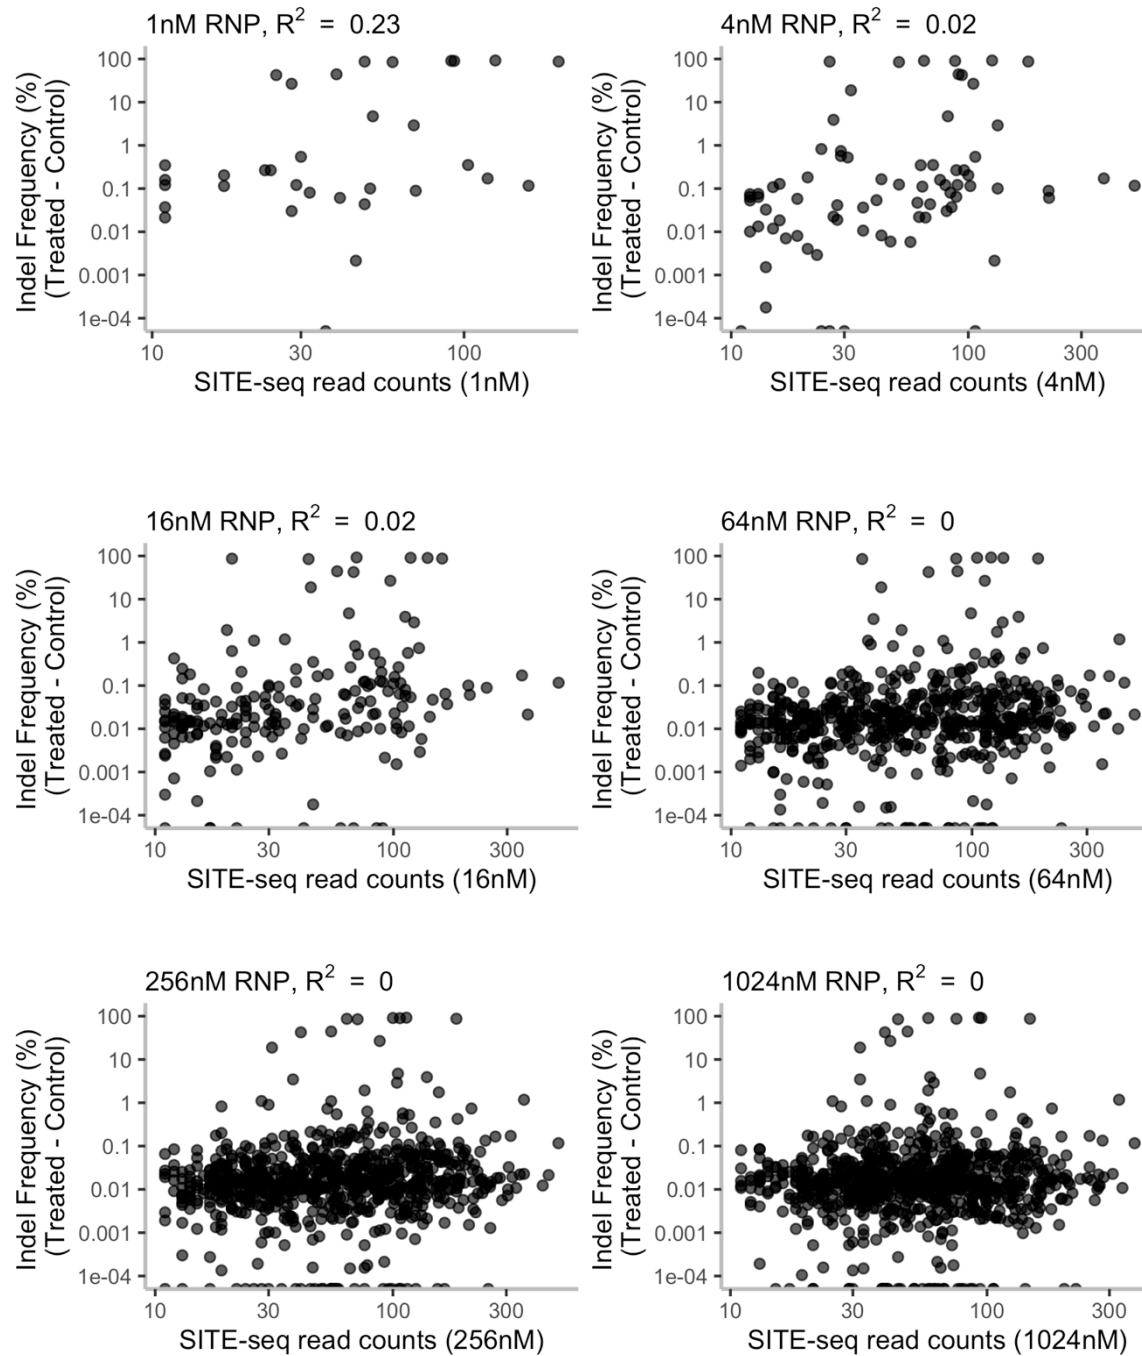 1nM RNP, R² = 0.23
Indel Frequency (%)
(Treated - Control)
100
10
1
0.1
0.01
0.001
1e-04
10 30 100
SITE-seq read counts (1nM)
4nM RNP, R² = 0.02
Indel Frequency (%)
(Treated - Control)
100
10
1
0.1
0.01
0.001
1e-04
10 30 100 300
SITE-seq read counts (4nM)
16nM RNP, R² = 0.02
Indel Frequency (%)
(Treated - Control)
100
10
1
0.1
0.01
0.001
1e-04
10 30 100 300
SITE-seq read counts (16nM)
64nM RNP, R² = 0
Indel Frequency (%)
(Treated - Control)
100
10
1
0.1
0.01
0.001
1e-04
10 30 100 300
SITE-seq read counts (64nM)
256nM RNP, R² = 0
Indel Frequency (%)
(Treated - Control)
100
10
1
0.1
0.01
0.001
1e-04
10 30 100 300
SITE-seq read counts (256nM)
1024nM RNP, R² = 0
Indel Frequency (%)
(Treated - Control)
100
10
1
0.1
0.01
0.001
1e-04
10 30 100 300
SITE-seq read counts (1024nM)